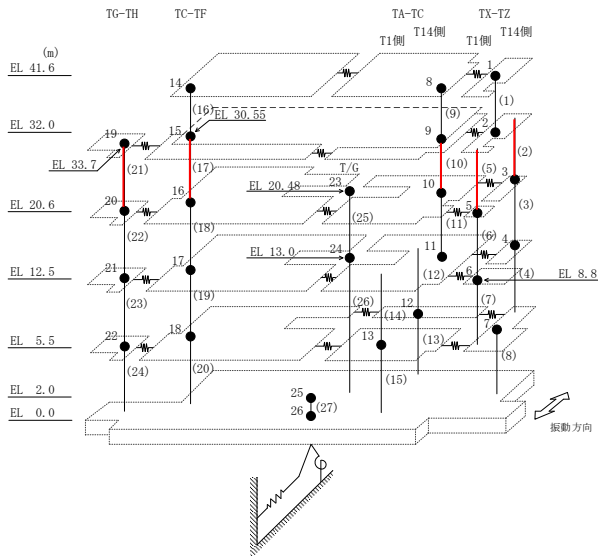 TG-TH TC-TF TA-TC TX-TZ
T1側 T14側 T1側 T14側
(m)
EL 41.6
14 8 1
(16) (9) (1)
EL 30.55
EL 32.0
19 15 9 2
EL 33.7
(21) (17) (10) (2)
T/G
23 (5) 3
EL 20.48
16 10 (3)
20 5
EL 20.6
(22) (18) (25) (11)
24 (6) 4
EL 13.0
17 11
21 6 (4) EL 8.8
EL 12.5
(23) (19) (12)
(26) 12 (7)
(14) 7
22 18 13 (13)
EL 5.5
(24) (20) (15) (8)
EL 2.0
25
(27)
26
EL 0.0
振動方向